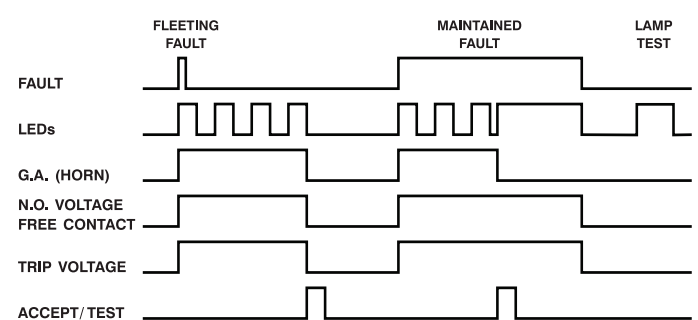 FLEETING
FAULT
MAINTAINED
FAULT
LAMP
TEST
FAULT
LEDs
G.A. (HORN)
N.O. VOLTAGE
FREE CONTACT
TRIP VOLTAGE
ACCEPT/TEST